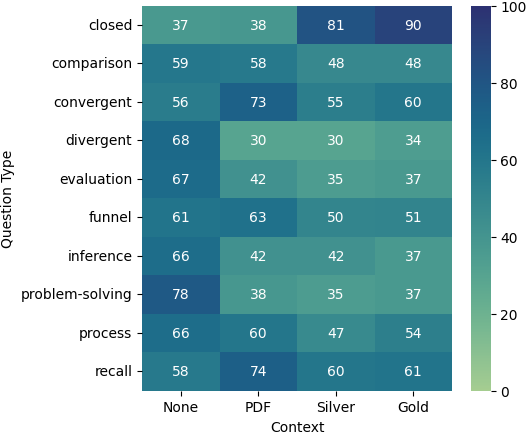 Question Type
closed 37 38 81 90
comparison 59 58 48 48
convergent 56 73 55 60
divergent 68 30 30 34
evaluation 67 42 35 37
funnel 61 63 50 51
inference 66 42 42 37
problem-solving 78 38 35 37
process 66 60 47 54
recall 58 74 60 61
None PDF Silver Gold
Context
100
80
60
40
20
0